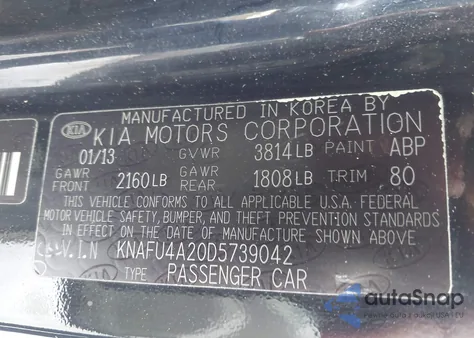 MANUFACTURED IN KOREA BY
KIA KIA MOTORS CORPORATION
01/13 GVWR 3814LB PAINT ABP
GAWR FRONT 2160LB GAWR REAR 1808LB TRIM 80
THIS VEHICLE CONFORMS TO ALL APPLICABLE U.S.A. FEDERAL
MOTOR VEHICLE SAFETY, BUMPER, AND THEFT PREVENTION STANDARDS
IN EFFECT ON THE DATE OF MANUFACTURE SHOWN ABOVE.
V.I.N KNAFU4A20D5739042
TYPE PASSENGER CAR
autoSnap